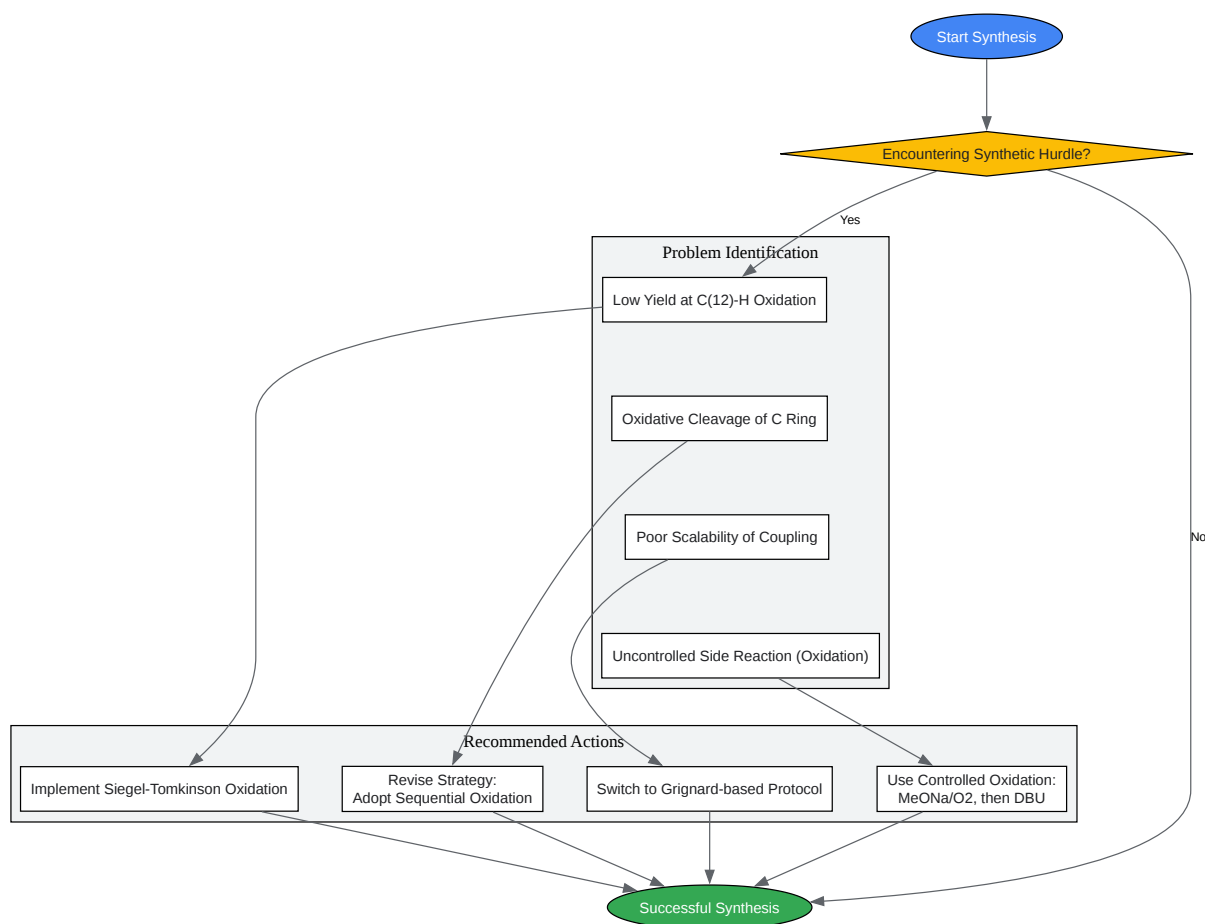 Start Synthesis
Encountering Synthetic Hurdle?
Yes
Problem Identification
Low Yield at C(12)-H Oxidation
Oxidative Cleavage of C Ring
Poor Scalability of Coupling
No
Uncontrolled Side Reaction (Oxidation)
Recommended Actions
Implement Siegel-Tomkinson Oxidation
Revise Strategy:
Adopt Sequential Oxidation
Switch to Grignard-based Protocol
Use Controlled Oxidation:
MeONa/O2, then DBU
Successful Synthesis